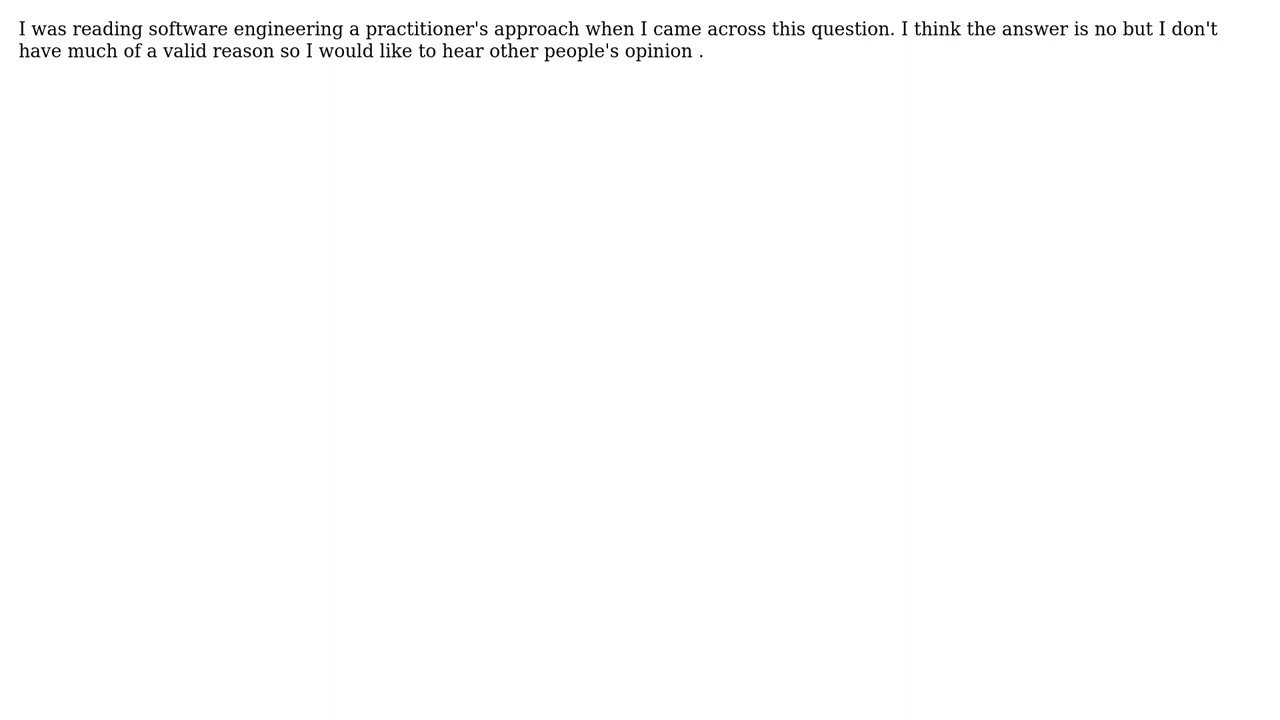 I was reading software engineering a practitioner's approach when I came across this question. I think the answer is no but I don't
have much of a valid reason so I would like to hear other people's opinion .